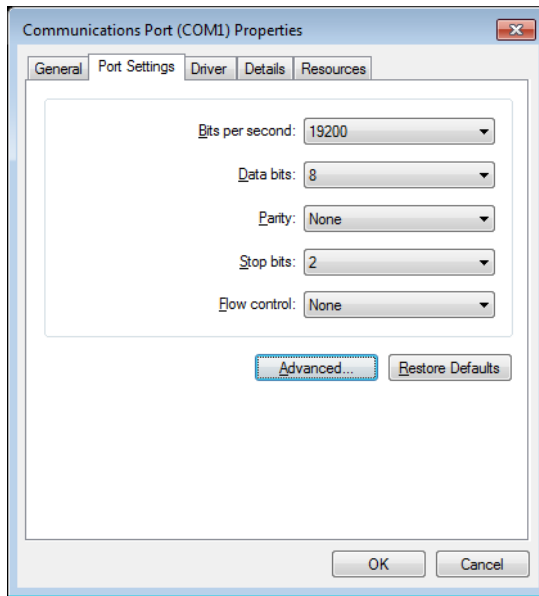 Communications Port (COM1) Properties
General Port Settings Driver Details Resources
Bits per second: 19200
Data bits: 8
Parity: None
Stop bits: 2
Flow control: None
Advanced... Restore Defaults
OK Cancel